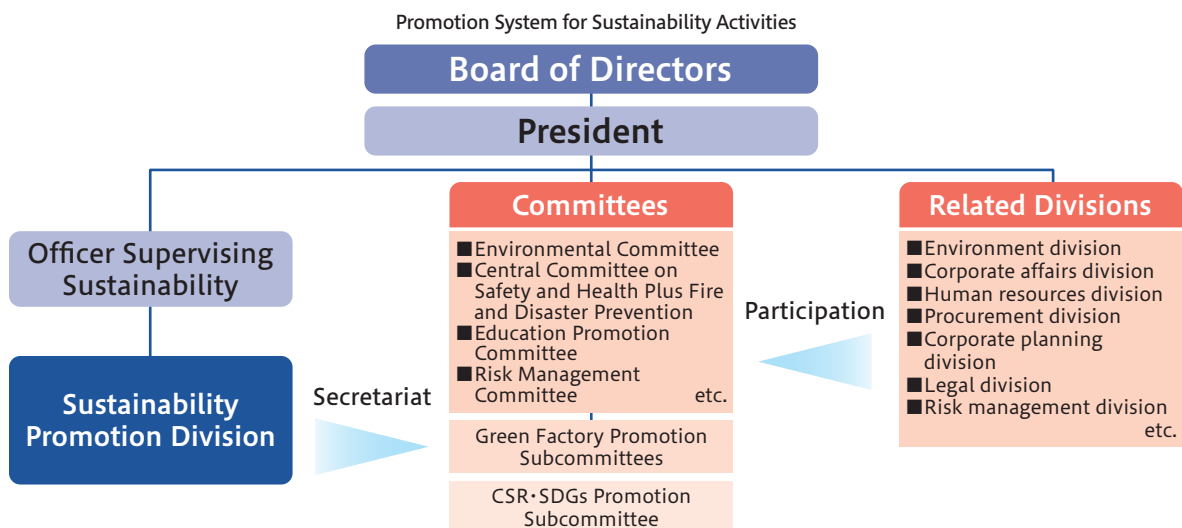 Promotion System for Sustainability Activities
Board of Directors
President
Officer Supervising
Sustainability
Sustainability
Promotion Division
Secretariat
Committees
■Environmental Committee
■Central Committee on
Safety and Health Plus Fire
and Disaster Prevention
■Education Promotion
Committee
■Risk Management
Committee etc.
Green Factory Promotion
Subcommittees
CSR・SDGs Promotion
Subcommittee
Participation
Related Divisions
■Environment division
■Corporate affairs division
■Human resources division
■Procurement division
■Corporate planning
division
■Legal division
■Risk management division
etc.